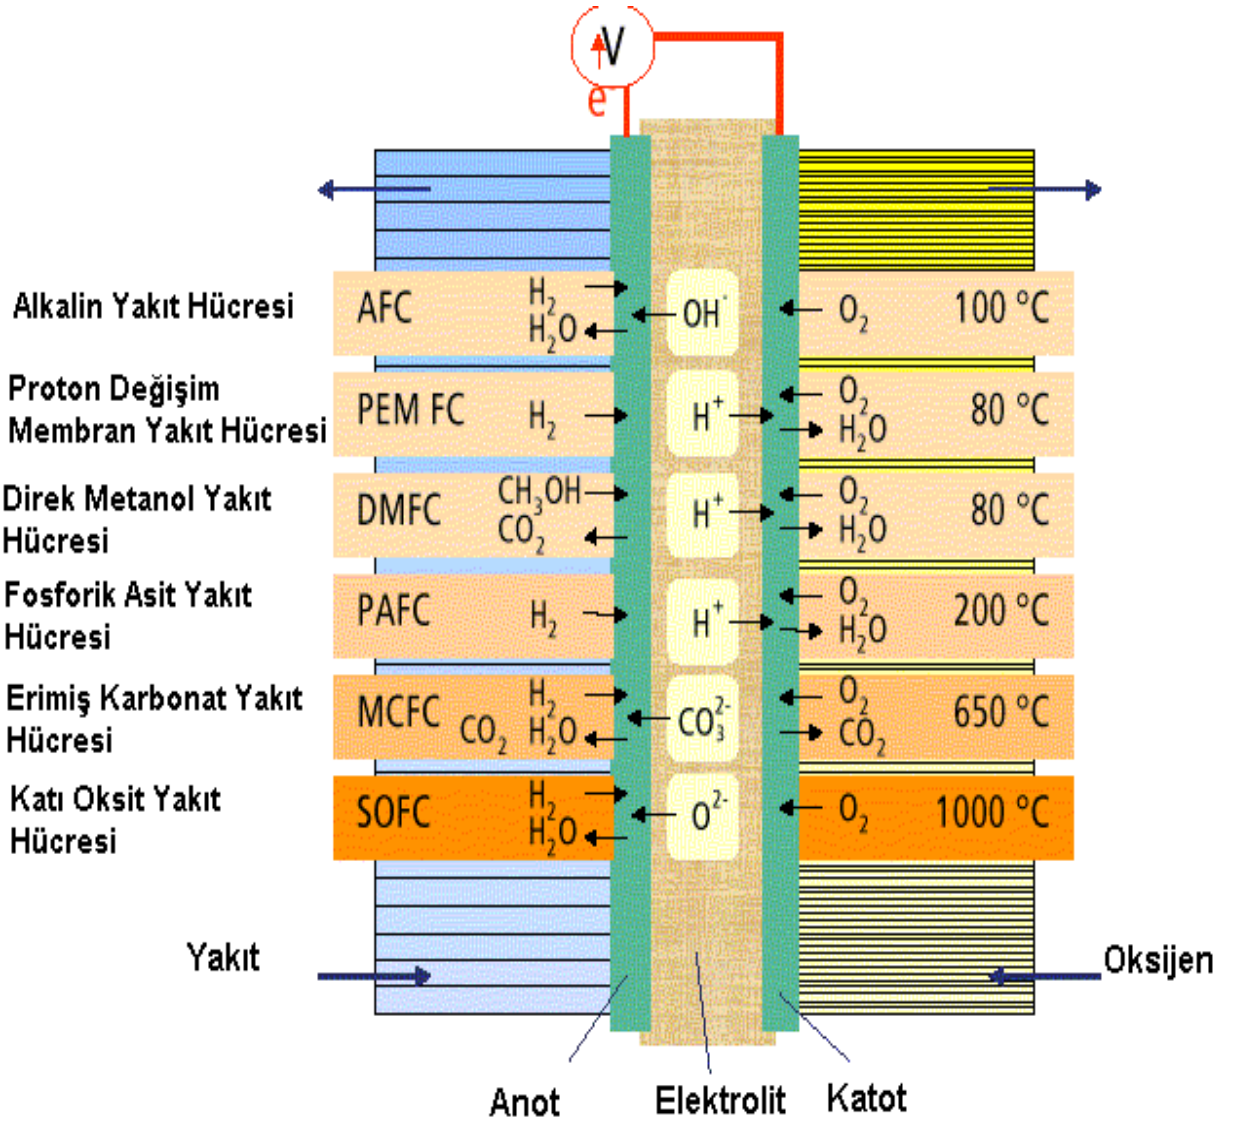 V
e⁻
Alkalin Yakıt Hücresi
AFC
H₂
H₂O
OH⁻
O₂
100 °C
Proton Değişim
Membran Yakıt Hücresi
PEM FC
H₂
H⁺
O₂
H₂O
80 °C
Direk Metanol Yakıt
Hücresi
DMFC
CH₃OH
CO₂
H⁺
O₂
H₂O
80 °C
Fosforik Asit Yakıt
Hücresi
PAFC
H₂
H⁺
O₂
H₂O
200 °C
Erimiş Karbonat Yakıt
Hücresi
MCFC
H₂
CO₂ H₂O
CO₃²⁻
O₂
CO₂
650 °C
Katı Oksit Yakıt
Hücresi
SOFC
H₂
H₂O
O²⁻
O₂
1000 °C
Yakıt
Oksijen
Anot
Elektrolit
Katot